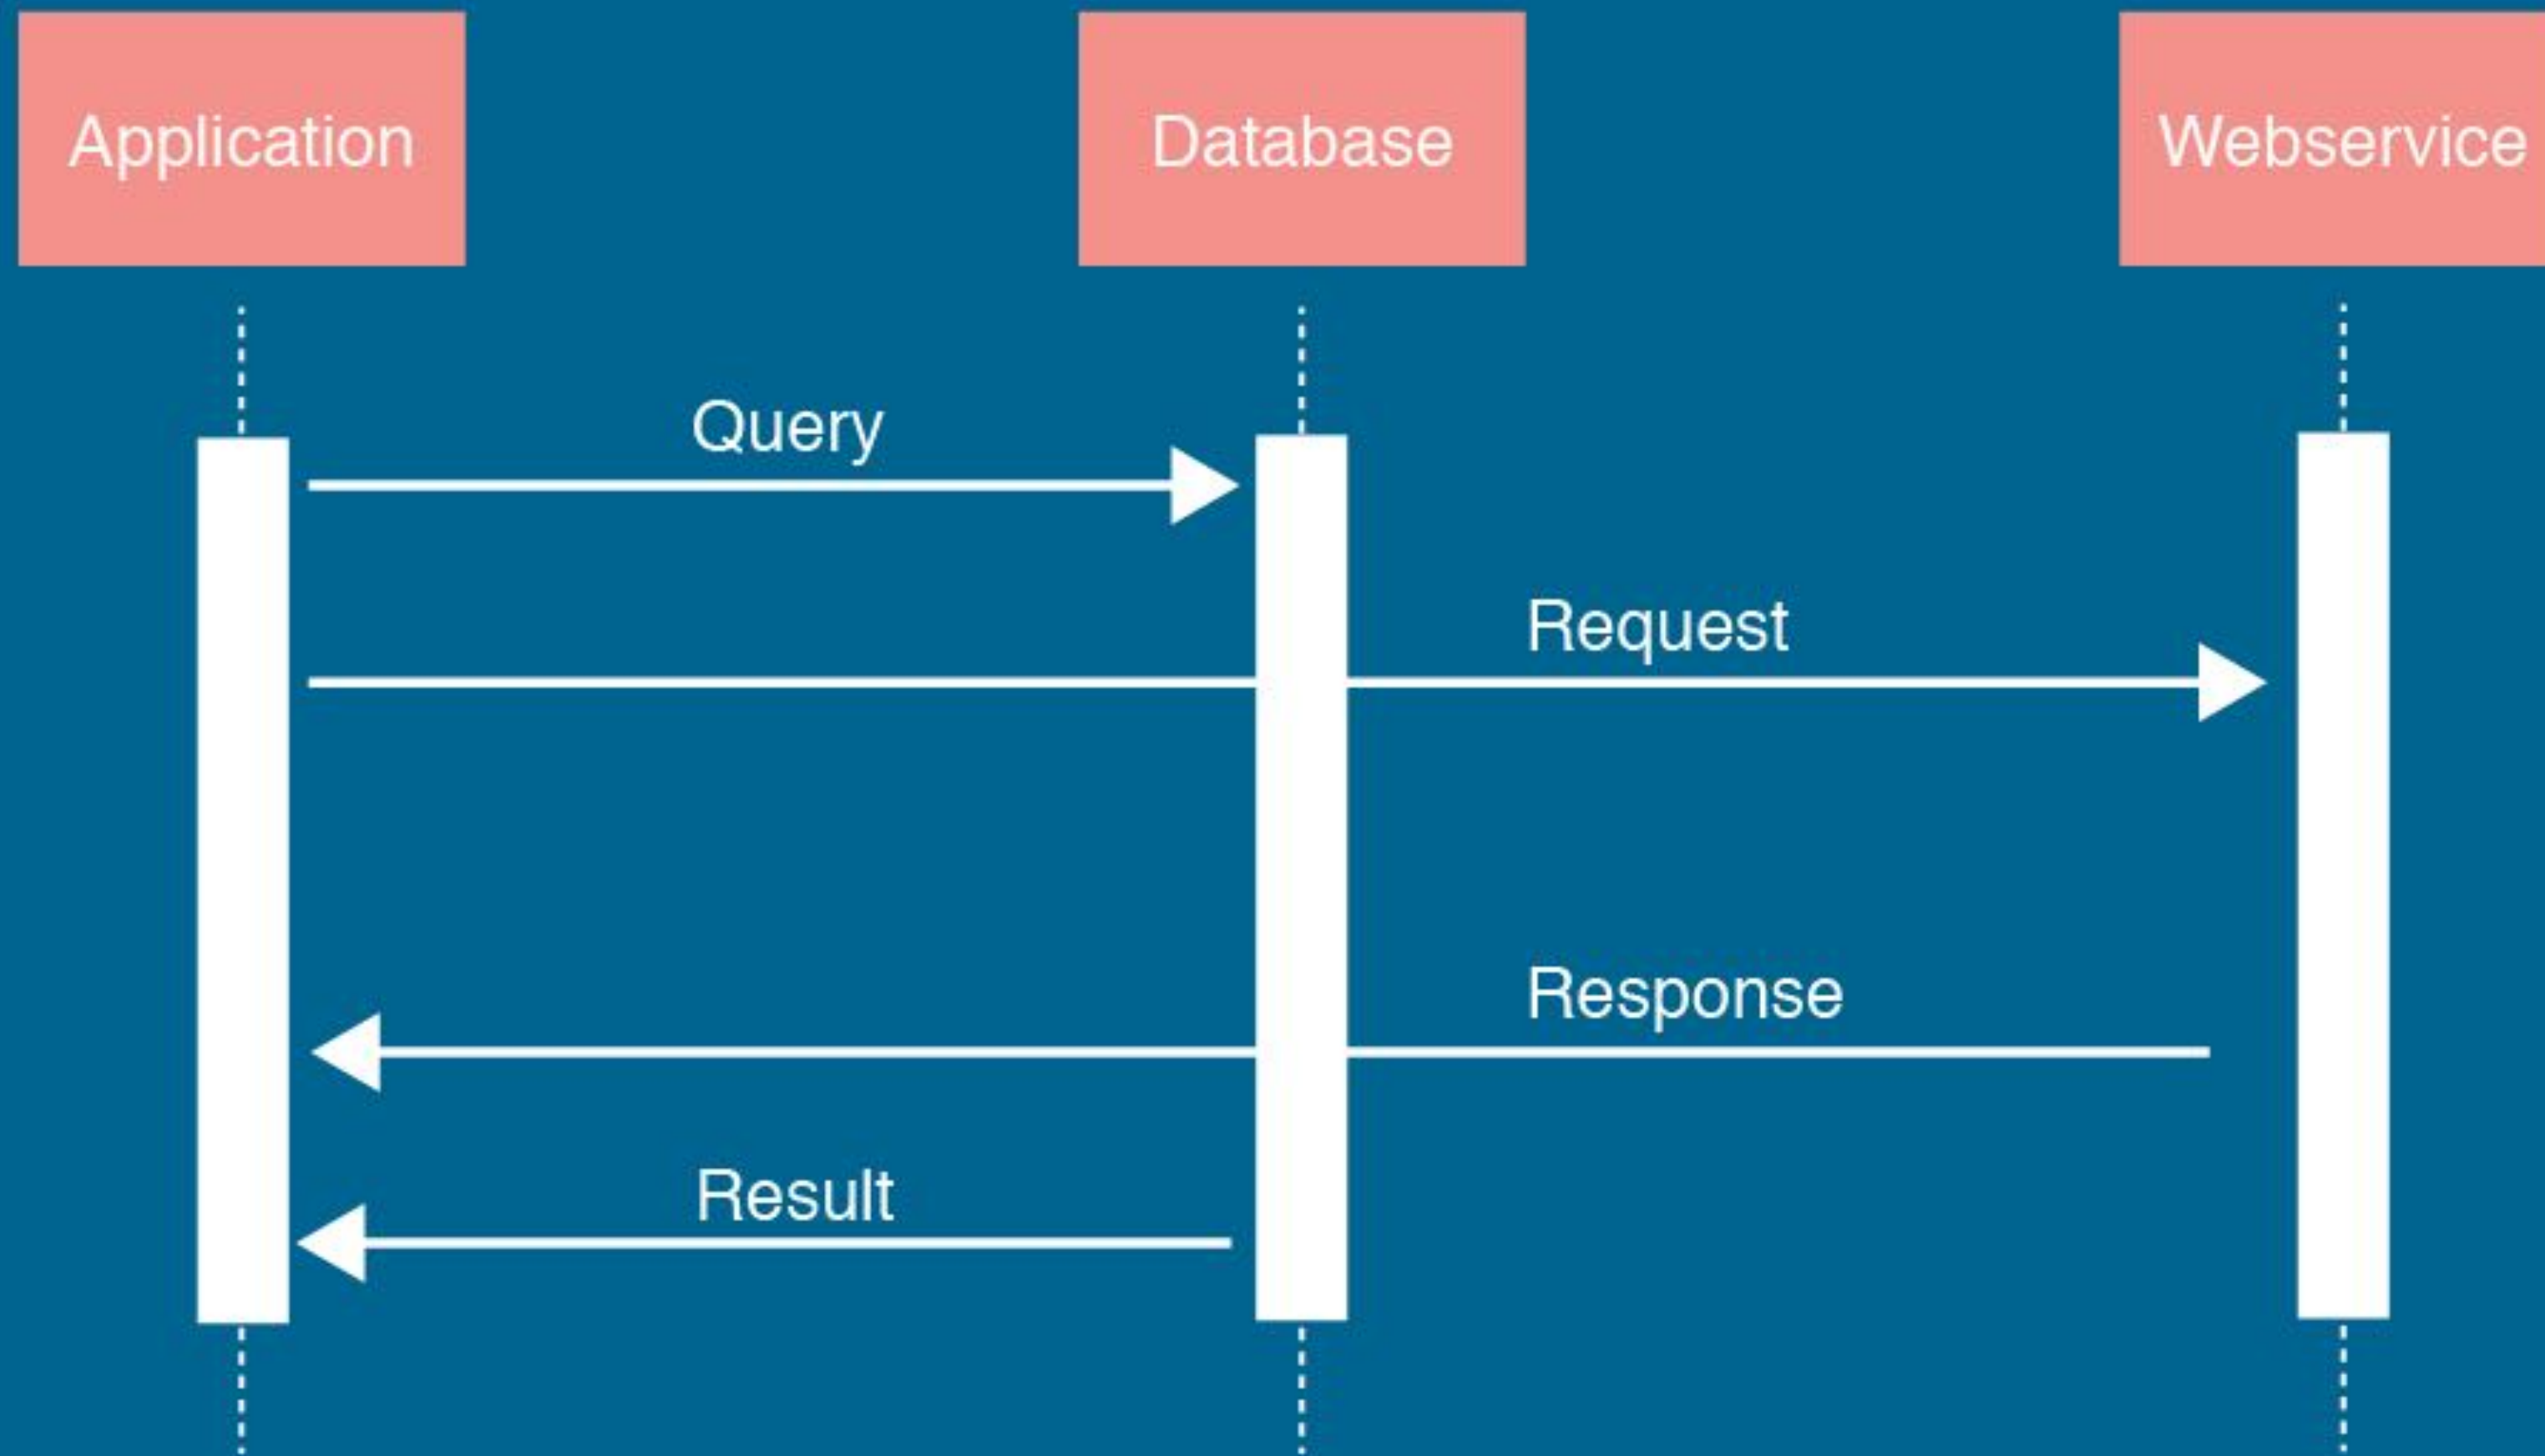 Application
Database
Webservice
Query
Request
Response
Result